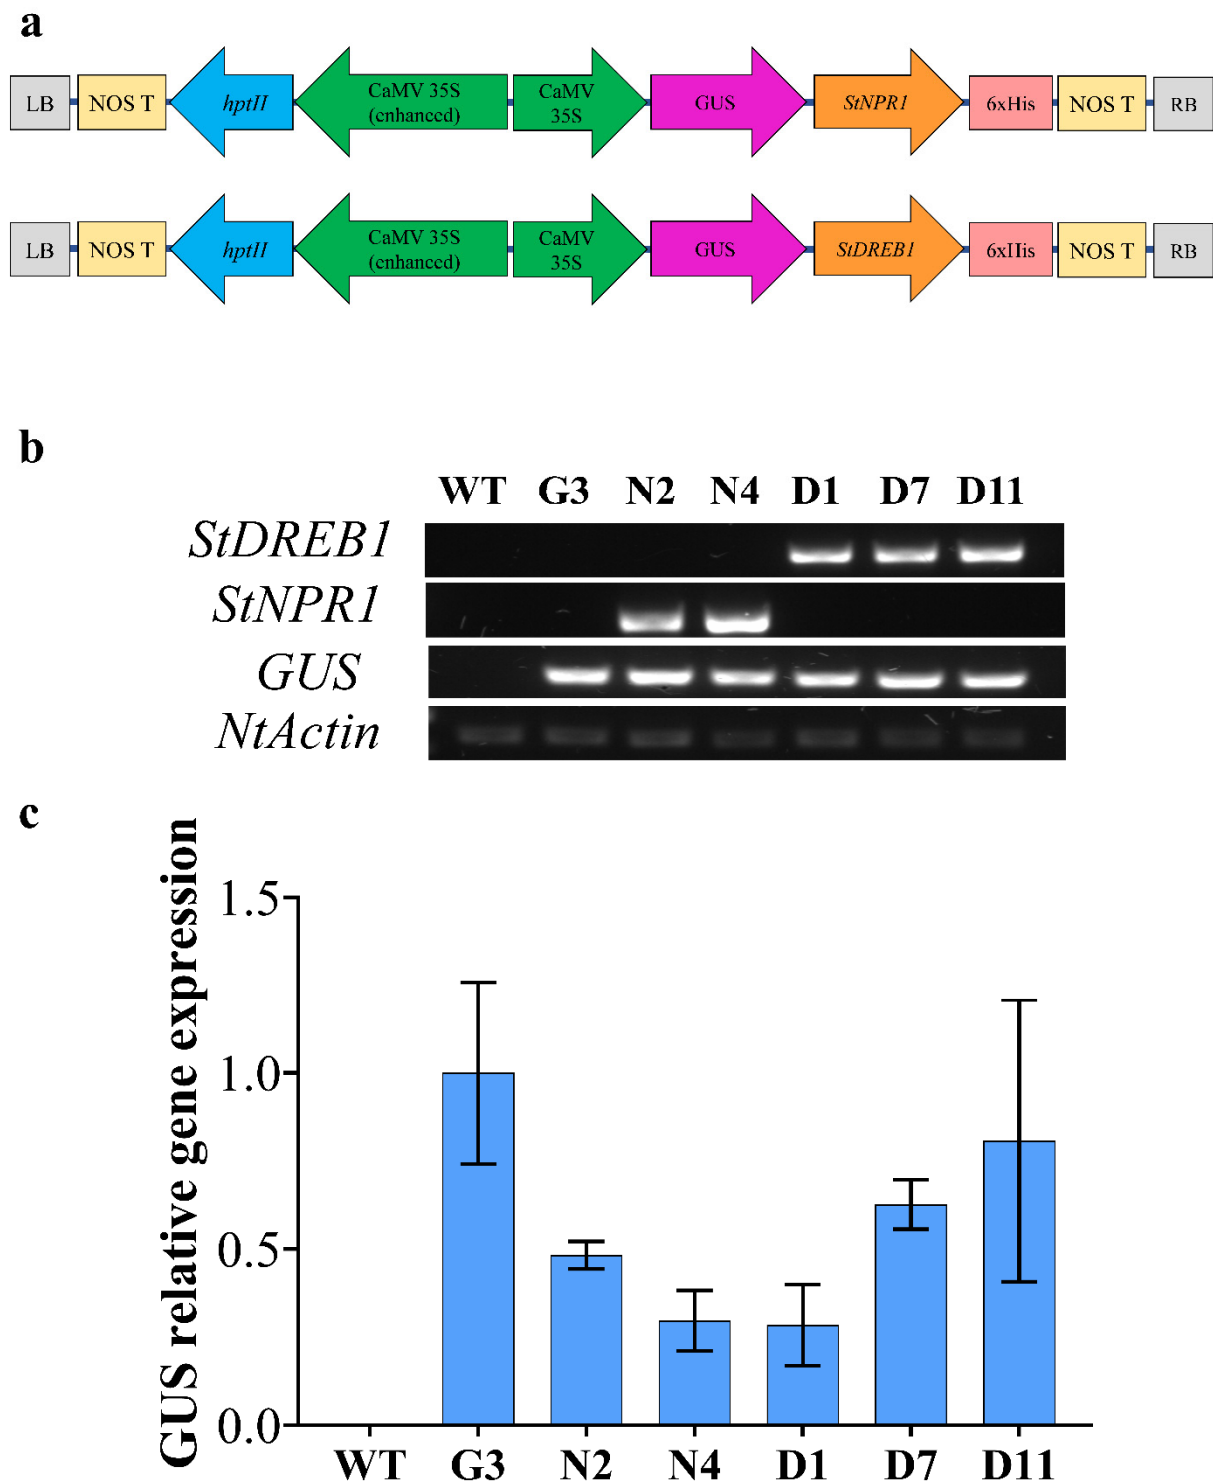 a
LB NOS T hptII CaMV 35S (enhanced) CaMV 35S GUS StNPR1 6xHis NOS T RB
LB NOS T hptII CaMV 35S (enhanced) CaMV 35S GUS StDREB1 6xHis NOS T RB
b
WT G3 N2 N4 D1 D7 D11
StDREB1
StNPR1
GUS
NtActin
c
GUS relative gene expression
1.5
1.0
0.5
0.0
WT G3 N2 N4 D1 D7 D11